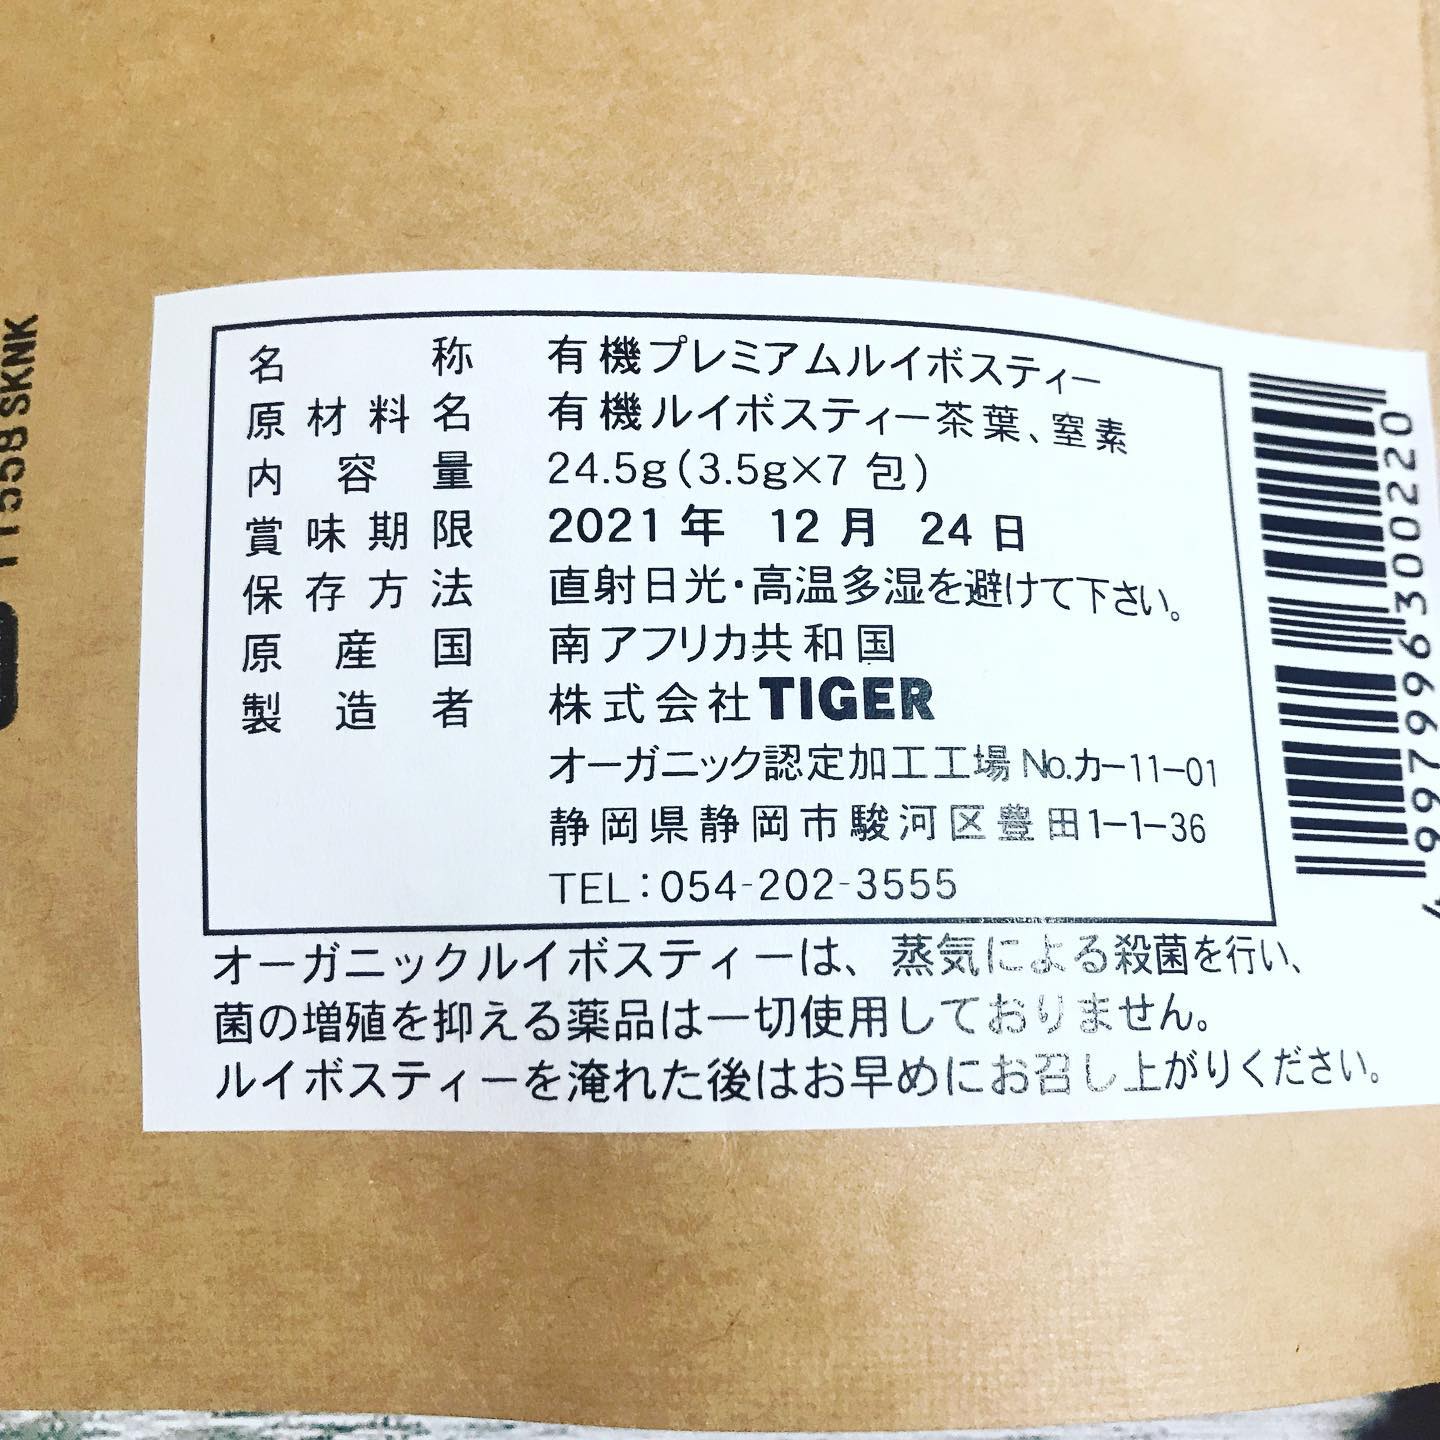 名称 有機プレミアムルイボスティー
原材料名 有機ルイボスティー茶葉、窒素
内容量 24.5g(3.5g×7 包)
賞味期限 2021 年 12 月 24 日
保存方法 直射日光・高温多湿を避けて下さい。
原産国 南アフリカ共和国
製造者 株式会社TIGER
オーガニック認定加工工場 No.カー11-01
静岡県静岡市駿河区豊田1-1-36
TEL:054-202-3555
オーガニックルイボスティーは、蒸気による殺菌を行い、
菌の増殖を抑える薬品は一切使用しておりません。
ルイボスティーを淹れた後はお早めにお召し上がりください。
SKNK